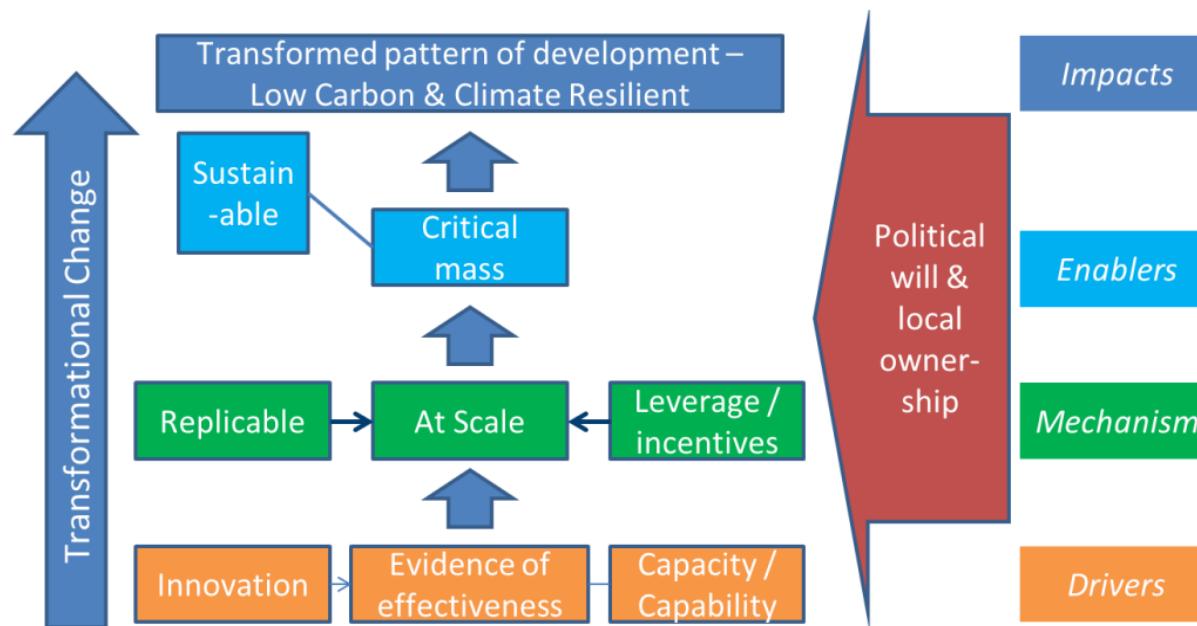 Transformed pattern of development –
Low Carbon & Climate Resilient
Impacts
Transformational Change
Sustain
-able
Critical
mass
Political
will &
local
owner-
ship
Enablers
Replicable
At Scale
Leverage /
incentives
Mechanism
Innovation
Evidence of
effectiveness
Capacity /
Capability
Drivers